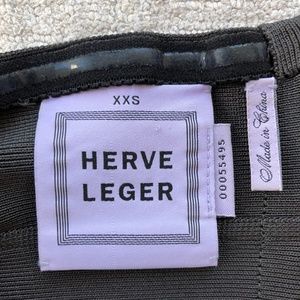 XXS
HERVE
LEGER
00055495
Made in China